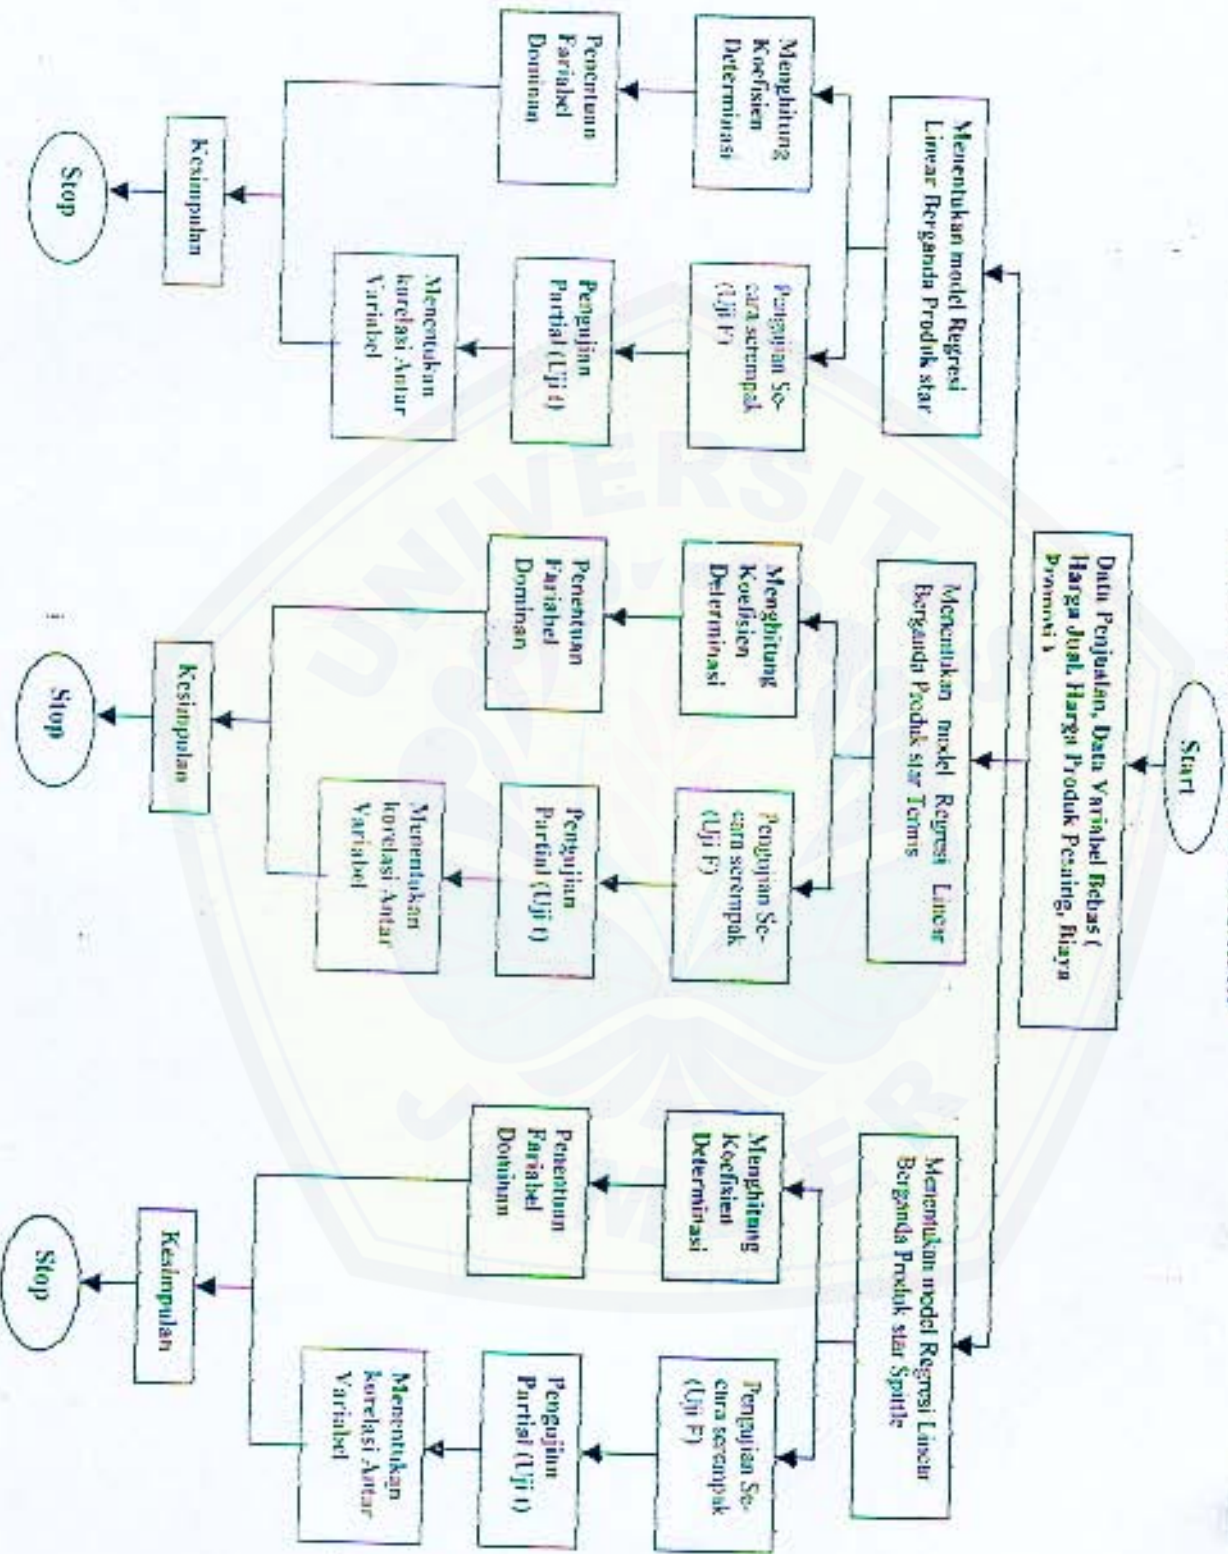 Start
Data Penjualan, Data Variabel Bebas (
Harga Jual, Harga Produk Pesaing, Biaya
Promosi )
Menentukan model Regresi
Linear Berganda Produk star
Menghitung
Koefisien
Determinasi
Pengujian Se-
cara serempak
(Uji F)
Penentuan
Fariabel
Dominan
Pengujian
Partial (Uji t)
Menentukan
korelasi Antar
Variabel
Kesimpulan
Stop
Menentukan model Regresi Linear
Berganda Produk star Terms
Menghitung
Koefisien
Determinasi
Pengujian Se-
cara serempak
(Uji F)
Penentuan
Fariabel
Dominan
Pengujian
Partial (Uji t)
Menentukan
korelasi Antar
Variabel
Kesimpulan
Stop
Menentukan model Regresi Linear
Berganda Produk star Spittle
Menghitung
Koefisien
Determinasi
Pengujian Se-
cara serempak
(Uji F)
Penentuan
Fariabel
Dominan
Pengujian
Partial (Uji t)
Menentukan
korelasi Antar
Variabel
Kesimpulan
Stop
UNIVERSITAS
JEMBER